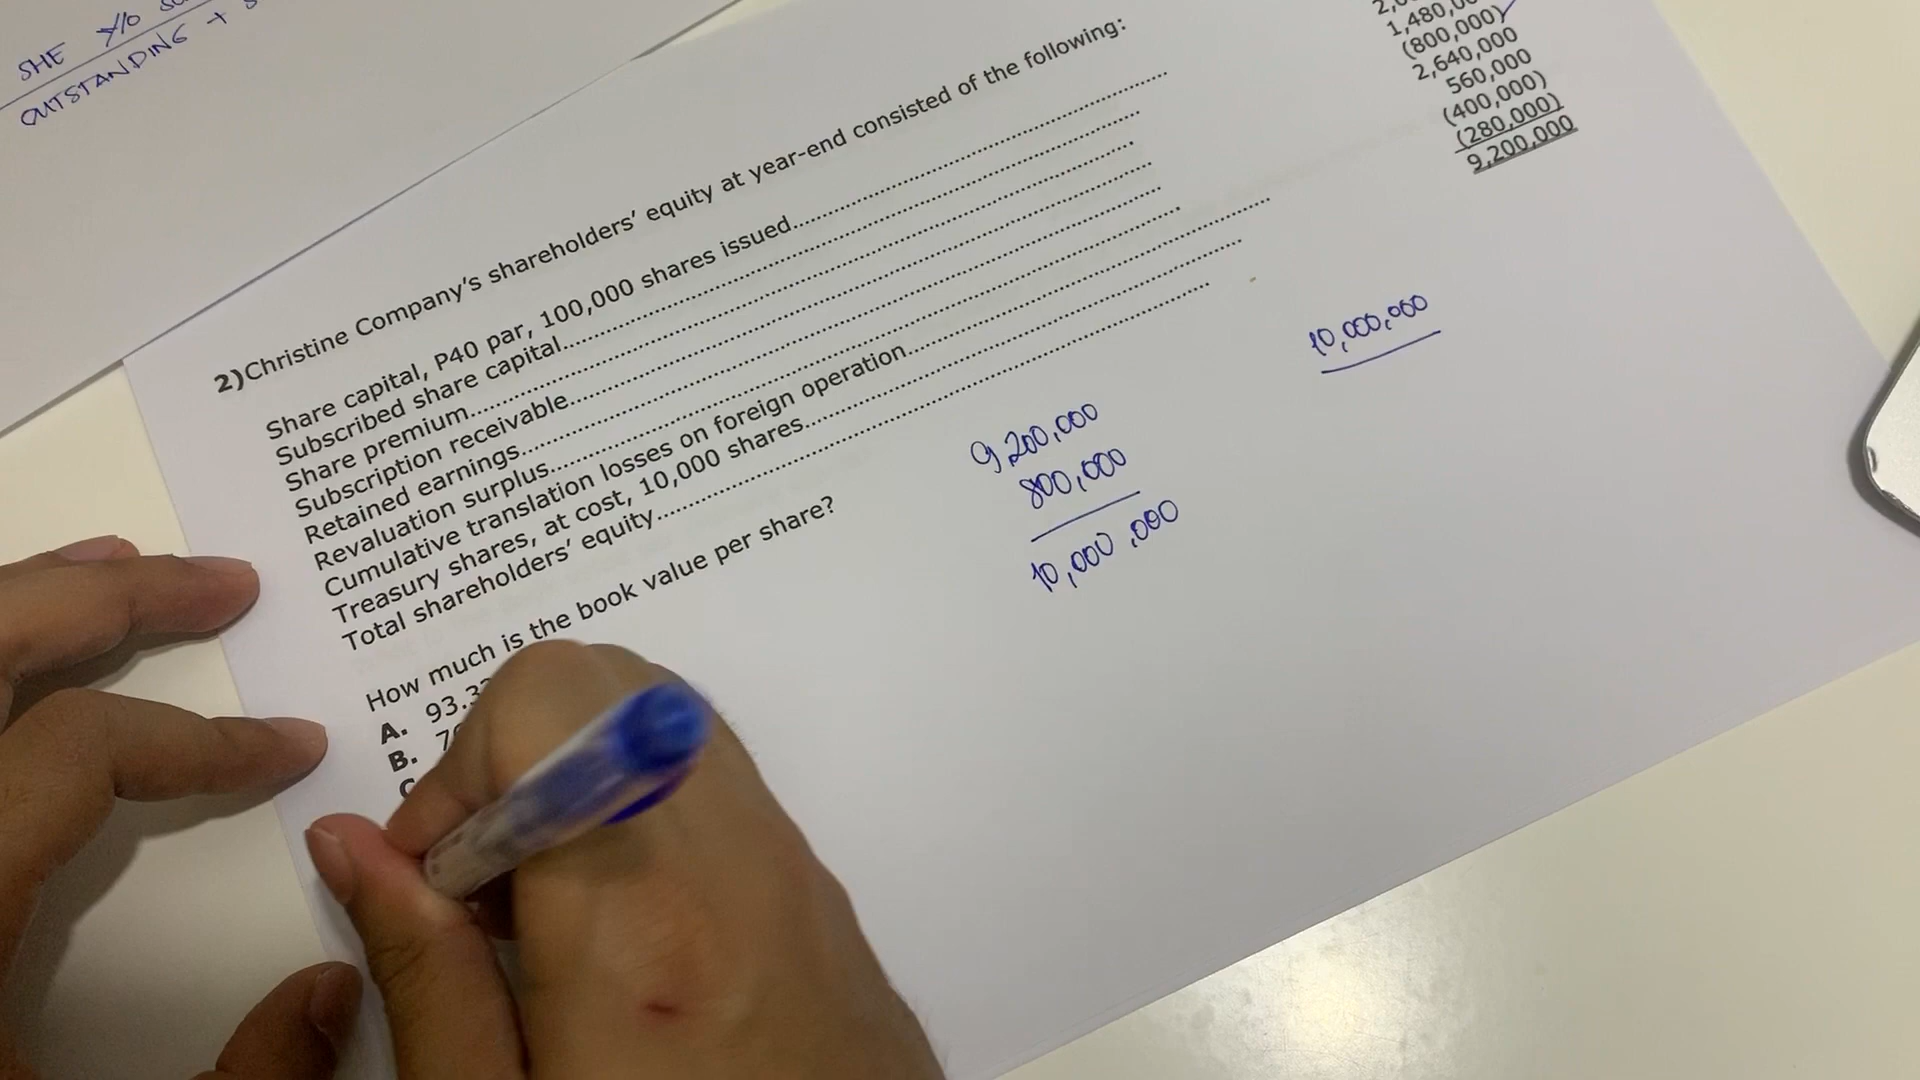 SHE y/o
OUTSTANDING +
2)Christine Company's shareholders' equity at year-end consisted of the following:
Share capital, P40 par, 100,000 shares issued
Subscribed share capital
Share premium
1,480,0
Subscription receivable
(800,000)
Retained earnings
2,640,000
Revaluation surplus
560,000
Cumulative translation losses on foreign operation
(400,000)
Treasury shares, at cost, 10,000 shares
(280,000)
Total shareholders' equity
9,200,000
How much is the book value per share?
A. 93.3
B. 7
C
9,200,000
800,000
10,000,000
10,000,000